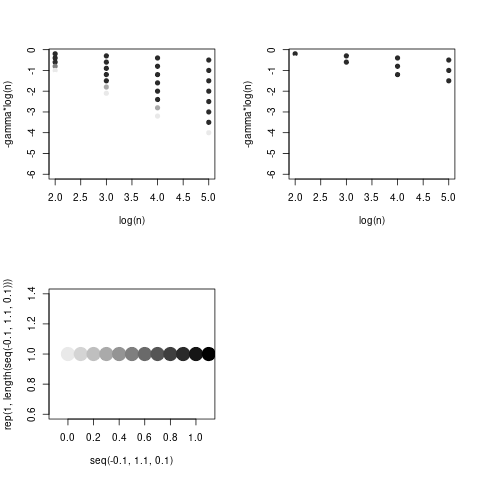 -gamma*log(n)
0
-1
-2
-3
-4
-5
-6
2.0 2.5 3.0 3.5 4.0 4.5 5.0
log(n)
-gamma*log(n)
0
-1
-2
-3
-4
-5
-6
2.0 2.5 3.0 3.5 4.0 4.5 5.0
log(n)
rep(1, length(seq(-0.1, 1.1, 0.1)))
1.4
1.2
1.0
0.8
0.6
0.0 0.2 0.4 0.6 0.8 1.0
seq(-0.1, 1.1, 0.1)